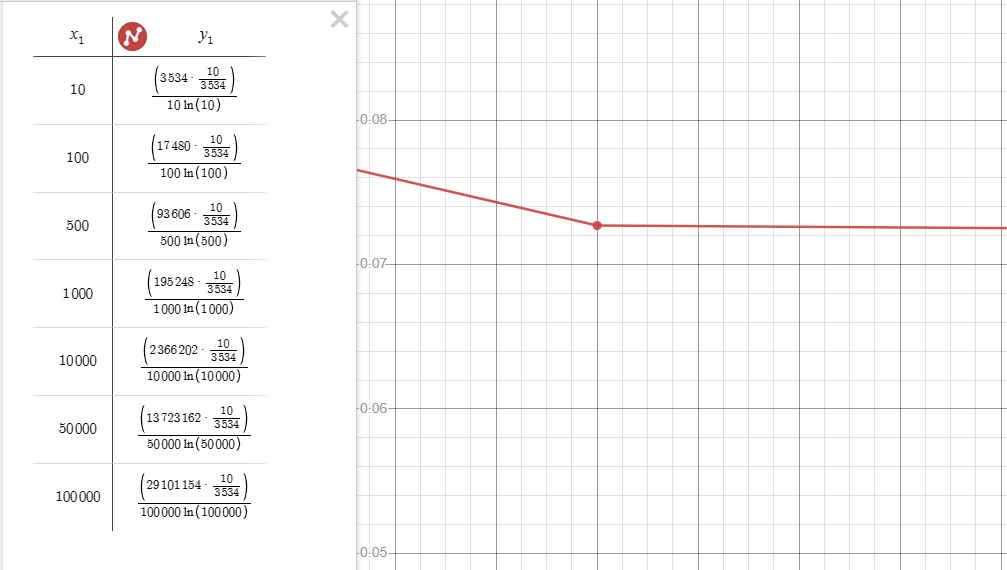 x₁ y₁
10 (3534 · 10/3534) / 10 ln(10)
100 (17480 · 10/3534) / 100 ln(100)
500 (93606 · 10/3534) / 500 ln(500)
1000 (195248 · 10/3534) / 1000 ln(1000)
10000 (2366202 · 10/3534) / 10000 ln(10000)
50000 (13723162 · 10/3534) / 50000 ln(50000)
100000 (29101154 · 10/3534) / 100000 ln(100000)
0.08
0.07
0.06
0.05